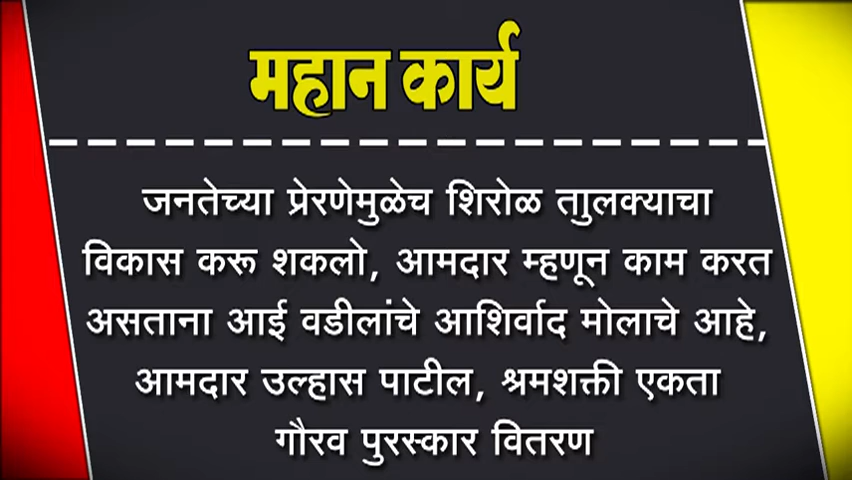 महान कार्य
जनतेच्या प्रेरणेमुळेच शिरोळ ताुलक्याचा
विकास करू शकलो, आमदार म्हणून काम करत
असताना आई वडीलांचे आशिर्वाद मोलाचे आहे,
आमदार उल्हास पाटील, श्रमशक्ती एकता
गौरव पुरस्कार वितरण